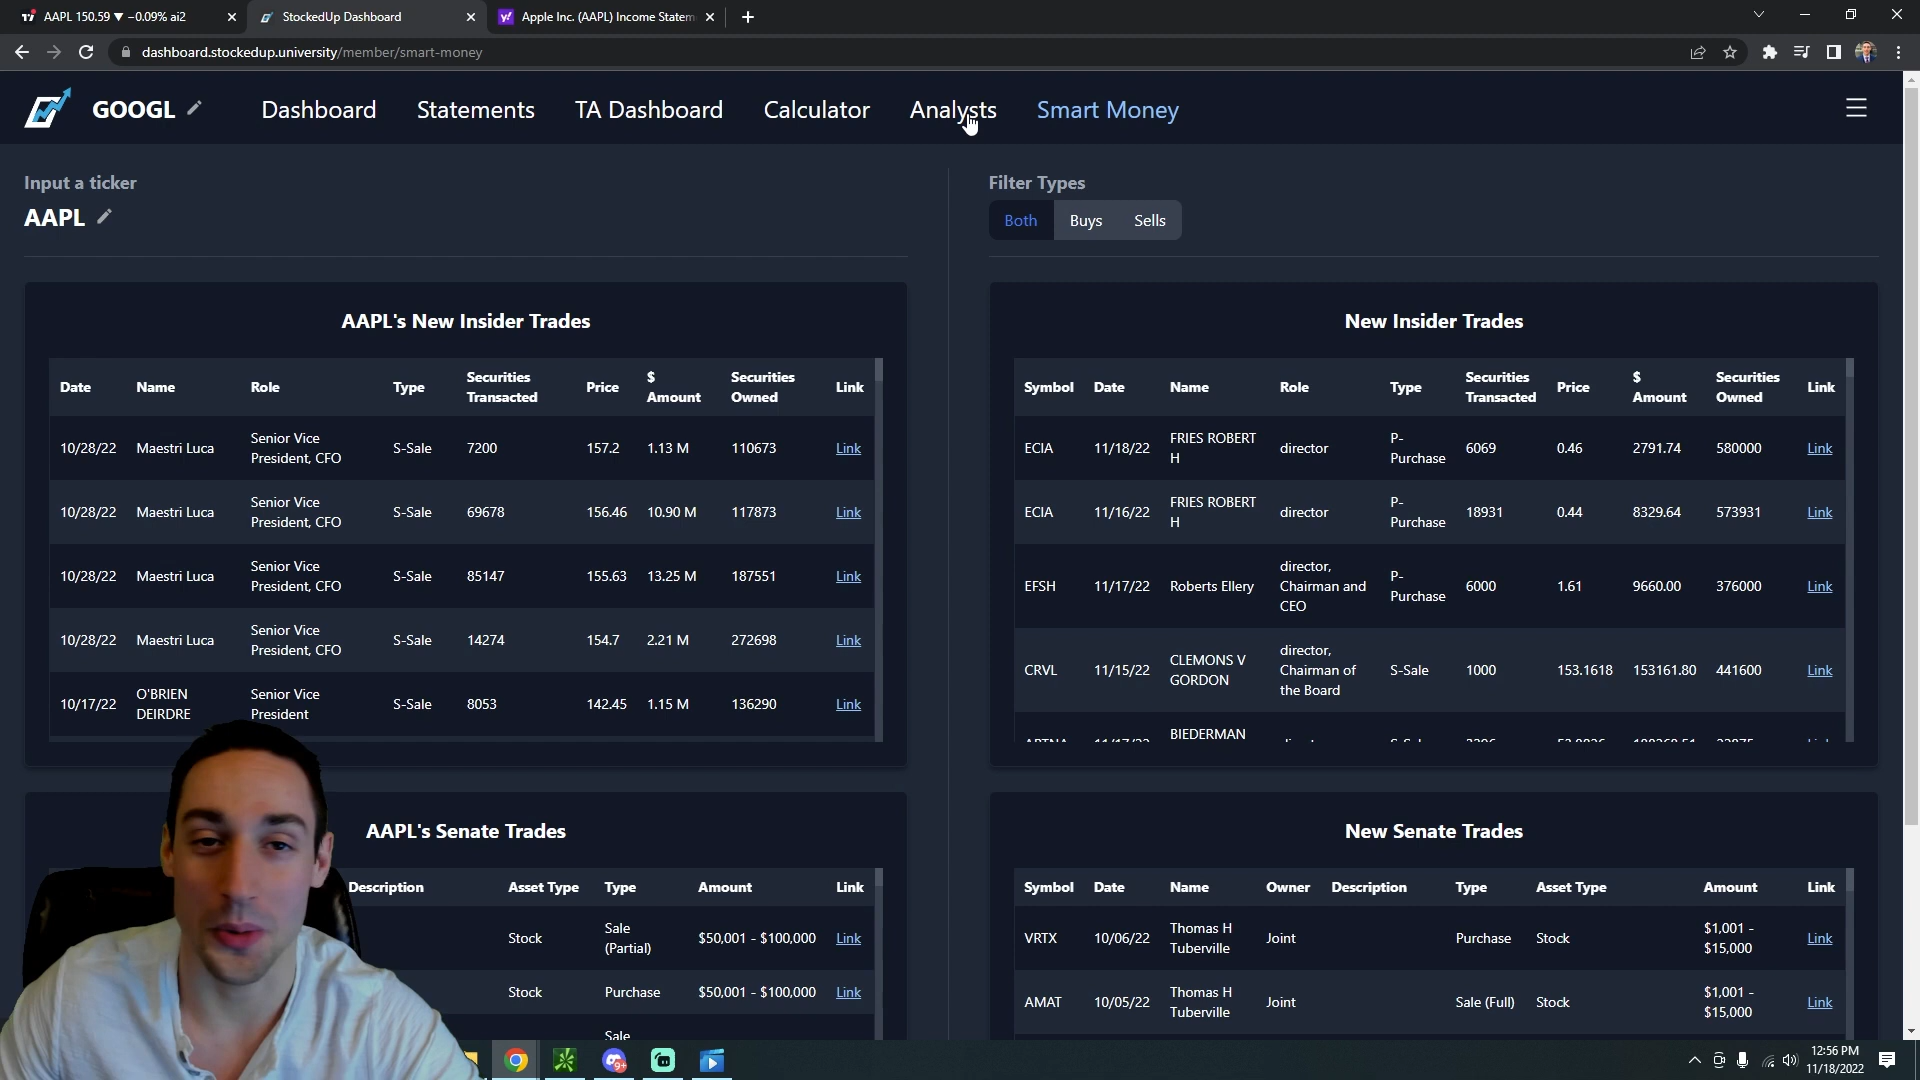 AAPL 150.59 ▼ −0.09% ai2
StockedUp Dashboard
Apple Inc. (AAPL) Income Statem
dashboard.stockedup.university/member/smart-money
GOOGL
Dashboard
Statements
TA Dashboard
Calculator
Analysts
Smart Money
Input a ticker
AAPL
Filter Types
Both Buys Sells
AAPL's New Insider Trades
Date Name Role Type Securities Transacted Price $ Amount Securities Owned Link
10/28/22 Maestri Luca Senior Vice President, CFO S-Sale 7200 157.2 1.13 M 110673 Link
10/28/22 Maestri Luca Senior Vice President, CFO S-Sale 69678 156.46 10.90 M 117873 Link
10/28/22 Maestri Luca Senior Vice President, CFO S-Sale 85147 155.63 13.25 M 187551 Link
10/28/22 Maestri Luca Senior Vice President, CFO S-Sale 14274 154.7 2.21 M 272698 Link
10/17/22 O'BRIEN DEIRDRE Senior Vice President S-Sale 8053 142.45 1.15 M 136290 Link
New Insider Trades
Symbol Date Name Role Type Securities Transacted Price $ Amount Securities Owned Link
ECIA 11/18/22 FRIES ROBERT H director P-Purchase 6069 0.46 2791.74 580000 Link
ECIA 11/16/22 FRIES ROBERT H director P-Purchase 18931 0.44 8329.64 573931 Link
EFSH 11/17/22 Roberts Ellery director, Chairman and CEO P-Purchase 6000 1.61 9660.00 376000 Link
CRVL 11/15/22 CLEMONS V GORDON director, Chairman of the Board S-Sale 1000 153.1618 153161.80 441600 Link
BIEDERMAN
AAPL's Senate Trades
Description Asset Type Type Amount Link
Stock Sale (Partial) $50,001 - $100,000 Link
Stock Purchase $50,001 - $100,000 Link
Sale
New Senate Trades
Symbol Date Name Owner Description Type Asset Type Amount Link
VRTX 10/06/22 Thomas H Tuberville Joint Purchase Stock $1,001 - $15,000 Link
AMAT 10/05/22 Thomas H Tuberville Joint Sale (Full) Stock $1,001 - $15,000 Link
12:56 PM
11/18/2022